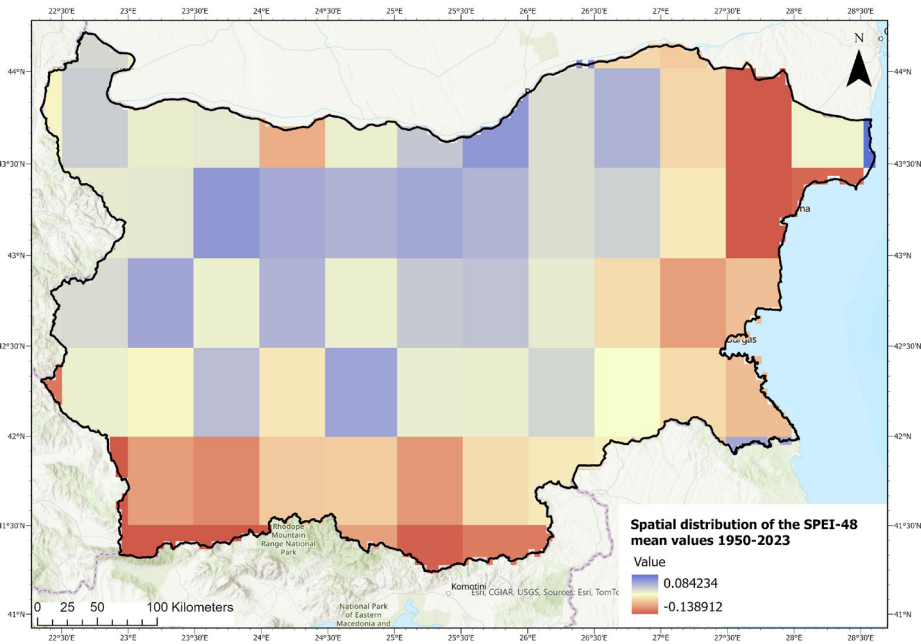 22°30'E 23°E 23°30'E 24°E 24°30'E 25°E 25°30'E 26°E 26°30'E 27°E 27°30'E 28°E 28°30'E
N
44°N 44°N
43°30'N 43°30'N
43°N 43°N
42°30'N 42°30'N
Burgas
42°N 42°N
41°30'N 41°30'N
41°N 41°N
Rhodope
Mountain
Range National
Park
Komotini
Esri, CGIAR, USGS, Sources: Esri, TomTo
National Park
of Eastern
Macedonia and
Spatial distribution of the SPEI-48
mean values 1950-2023
Value
0.084234
-0.138912
0 25 50 100 Kilometers
22°30'E 23°E 23°30'E 24°E 24°30'E 25°E 25°30'E 26°E 26°30'E 27°E 27°30'E 28°E 28°30'E